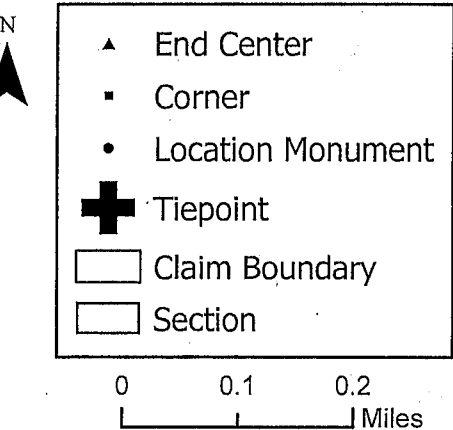 N
End Center
Corner
Location Monument
Tiepoint
Claim Boundary
Section
0 0.1 0.2
Miles